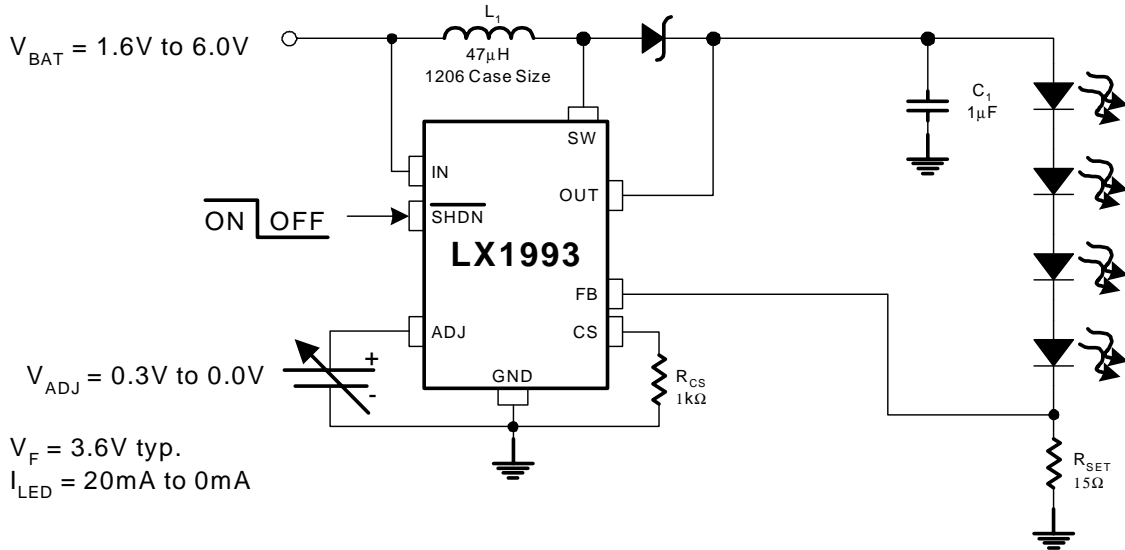 V_BAT = 1.6V to 6.0V
L₁
47μH
1206 Case Size
SW
C₁
1μF
IN
OUT
SHDN
ON OFF
LX1993
FB
ADJ
CS
+
-
V_ADJ = 0.3V to 0.0V
GND
R_CS
1kΩ
V_F = 3.6V typ.
I_LED = 20mA to 0mA
R_SET
15Ω